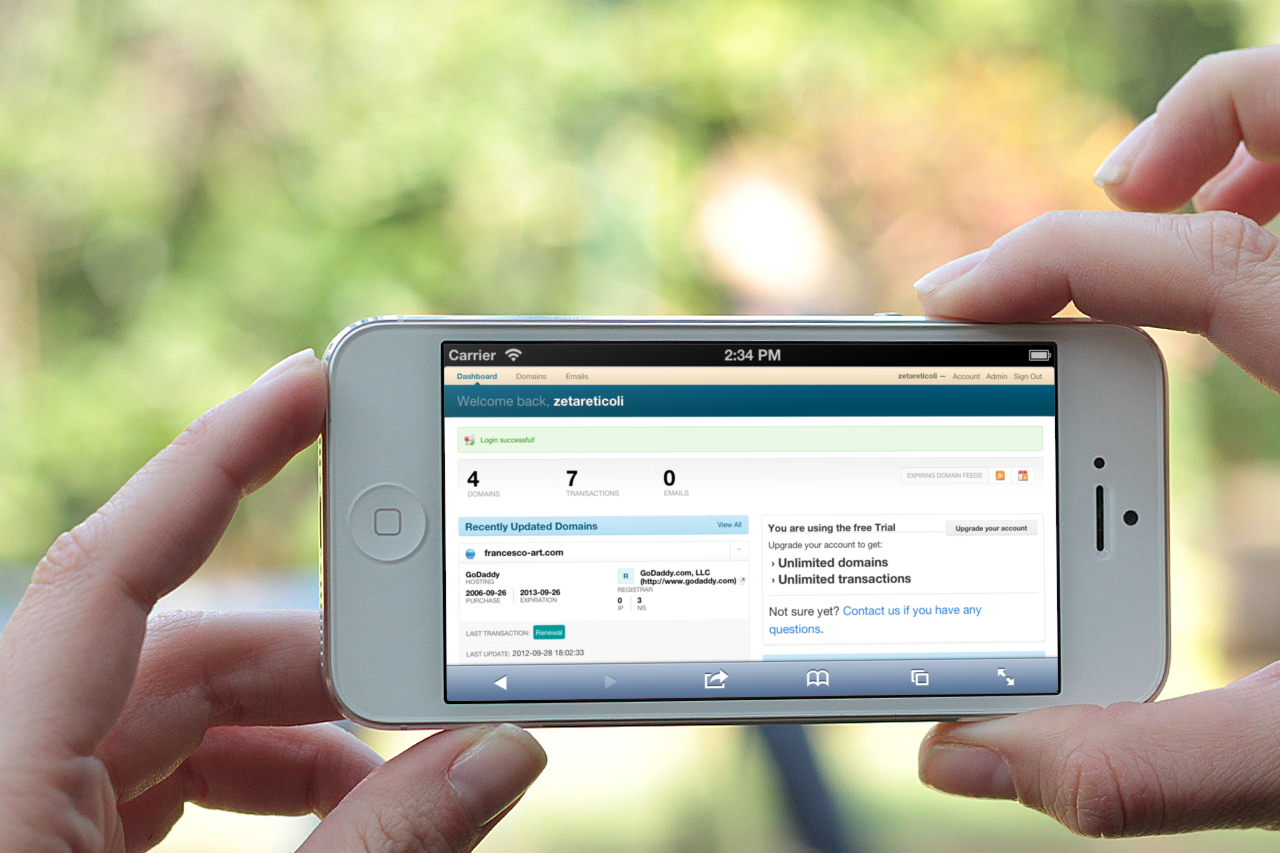 Carrier 2:34 PM
Dashboard Domains Emails zetareticoli — Account Admin Sign Out
Welcome back, zetareticoli
Login successful!
4 7 0
DOMAINS TRANSACTIONS EMAILS
EXPIRING DOMAIN FEEDS
Recently Updated Domains View All
francesco-art.com
GoDaddy
HOSTING
2006-09-26 2013-09-26
PURCHASE EXPIRATION
R GoDaddy.com, LLC
(http://www.godaddy.com)
REGISTRAR
0 3
IP NS
LAST TRANSACTION: Renewal
LAST UPDATE: 2012-09-28 18:02:33
You are using the free Trial Upgrade your account
Upgrade your account to get:
› Unlimited domains
› Unlimited transactions
Not sure yet? Contact us if you have any
questions.